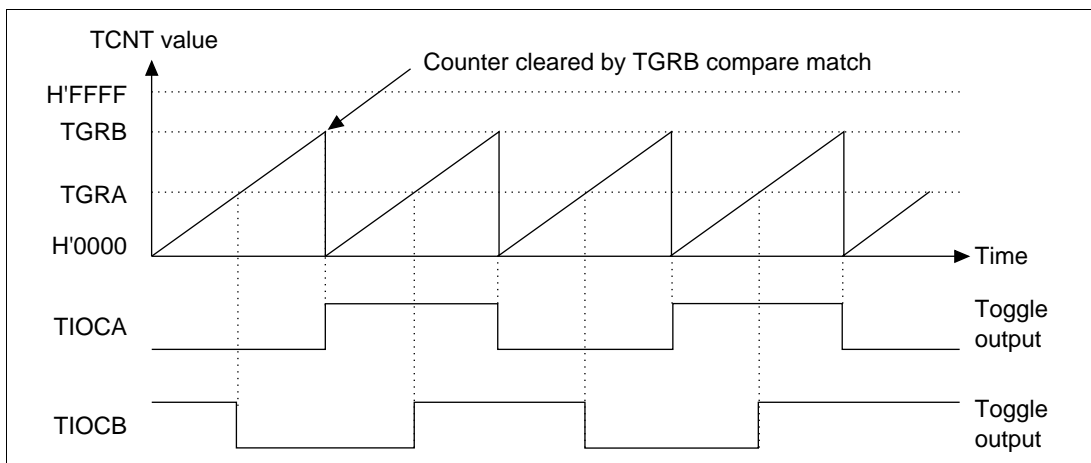 TCNT value
Counter cleared by TGRB compare match
H'FFFF
TGRB
TGRA
H'0000
Time
TIOCA
Toggle
output
TIOCB
Toggle
output